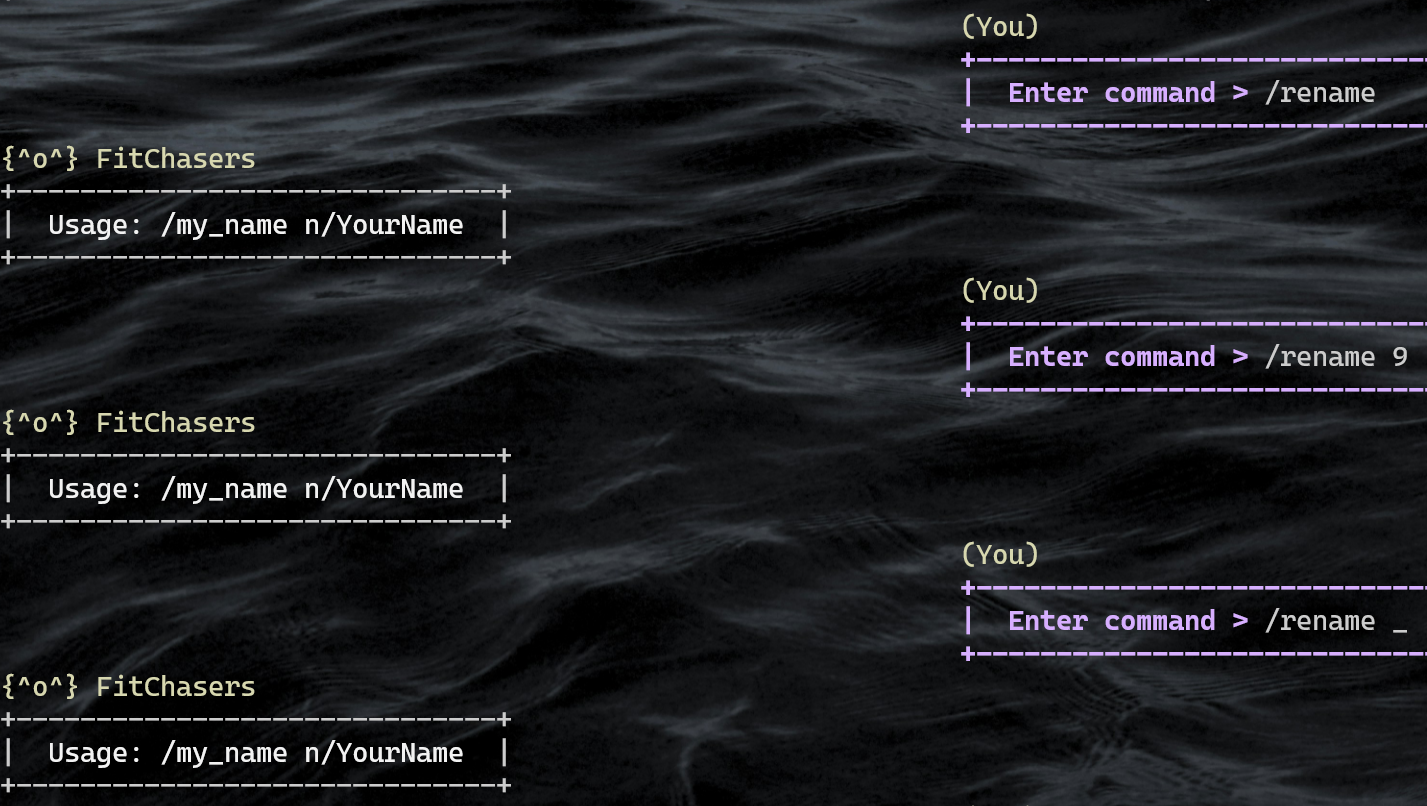 (You)
+-----------------------------
|  Enter command > /rename
+-----------------------------
{^o^} FitChasers
+------------------------------+
|  Usage: /my_name n/YourName  |
+------------------------------+
(You)
+-----------------------------
|  Enter command > /rename 9
+-----------------------------
{^o^} FitChasers
+------------------------------+
|  Usage: /my_name n/YourName  |
+------------------------------+
(You)
+-----------------------------
|  Enter command > /rename _
+-----------------------------
{^o^} FitChasers
+------------------------------+
|  Usage: /my_name n/YourName  |
+------------------------------+